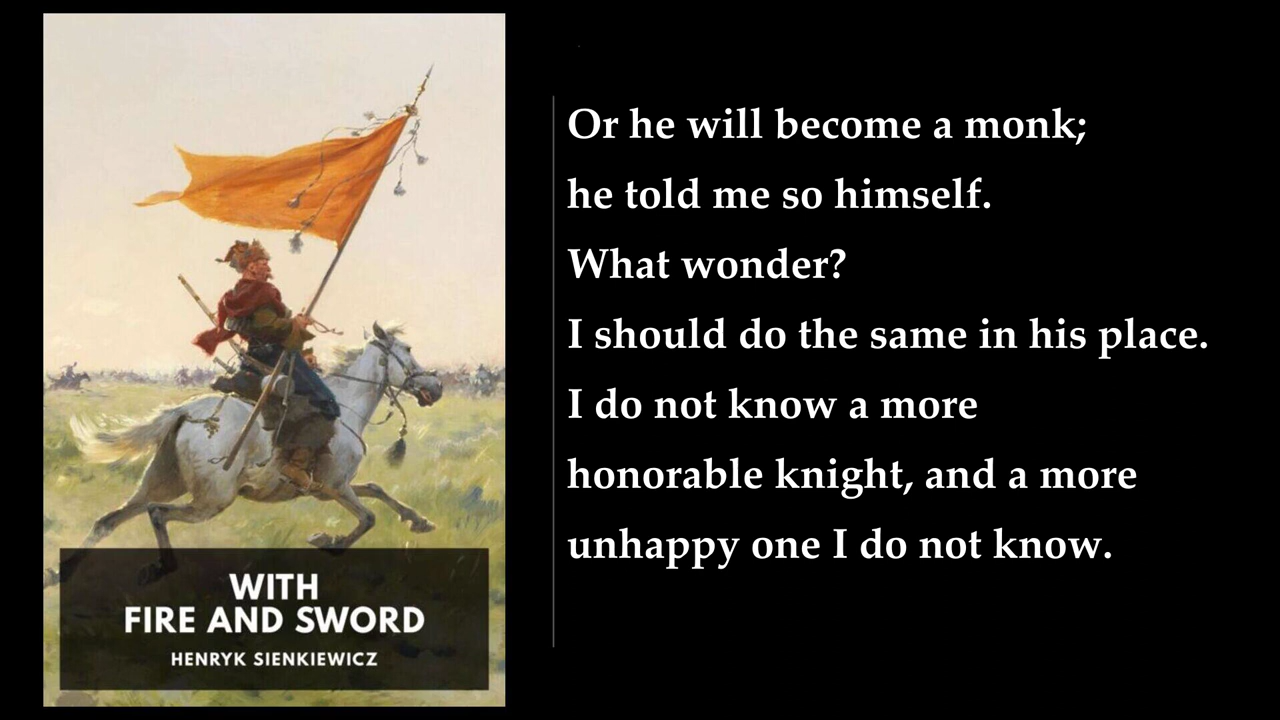 Or he will become a monk;
he told me so himself.
What wonder?
I should do the same in his place.
I do not know a more
honorable knight, and a more
unhappy one I do not know.
WITH
FIRE AND SWORD
HENRYK SIENKIEWICZ